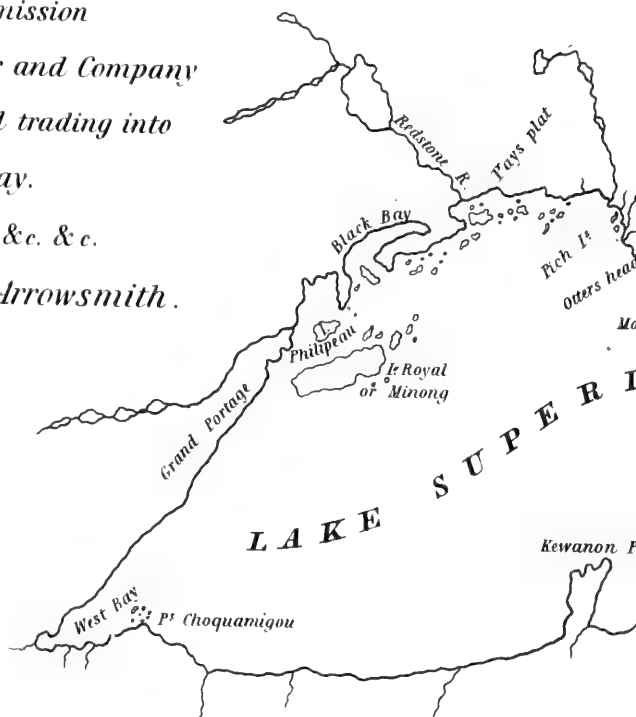 mission
and Company
trading into
ay.
&c. &c.
Arrowsmith.
Redstone R.
Pays plat
Black Bay
Pich Is
Otters head
I.
Philipeau
Is Royal
or Minong
Grand Portage
LAKE SUPERI
Kewanon P
West Bay
Pt Choquamigou